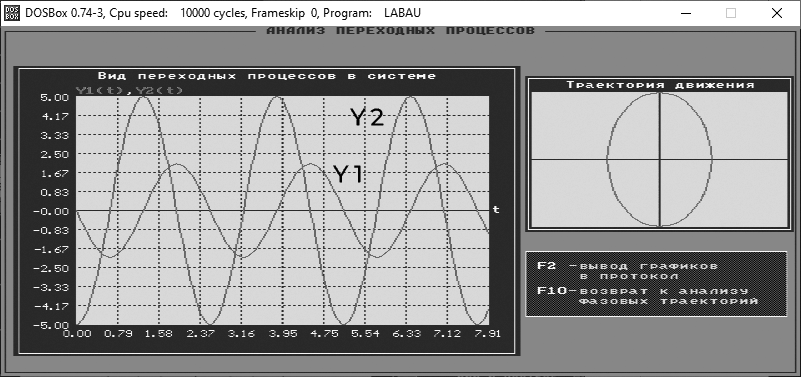 DOSBox 0.74-3, Cpu speed: 10000 cycles, Frameskip 0, Program: LABAU
АНАЛИЗ ПЕРЕХОДНЫХ ПРОЦЕССОВ
Вид переходных процессов в системе
Y1(t),Y2(t)
5.00
4.17
3.33
2.50
1.67
0.83
-0.00
-0.83
-1.67
-2.50
-3.33
-4.17
-5.00
Y2
Y1
t
0.00 0.79 1.58 2.37 3.16 3.95 4.75 5.54 6.33 7.12 7.91
Траектория движения
F2 -вывод графиков
в протокол
F10-возврат к анализу
фазовых траекторий